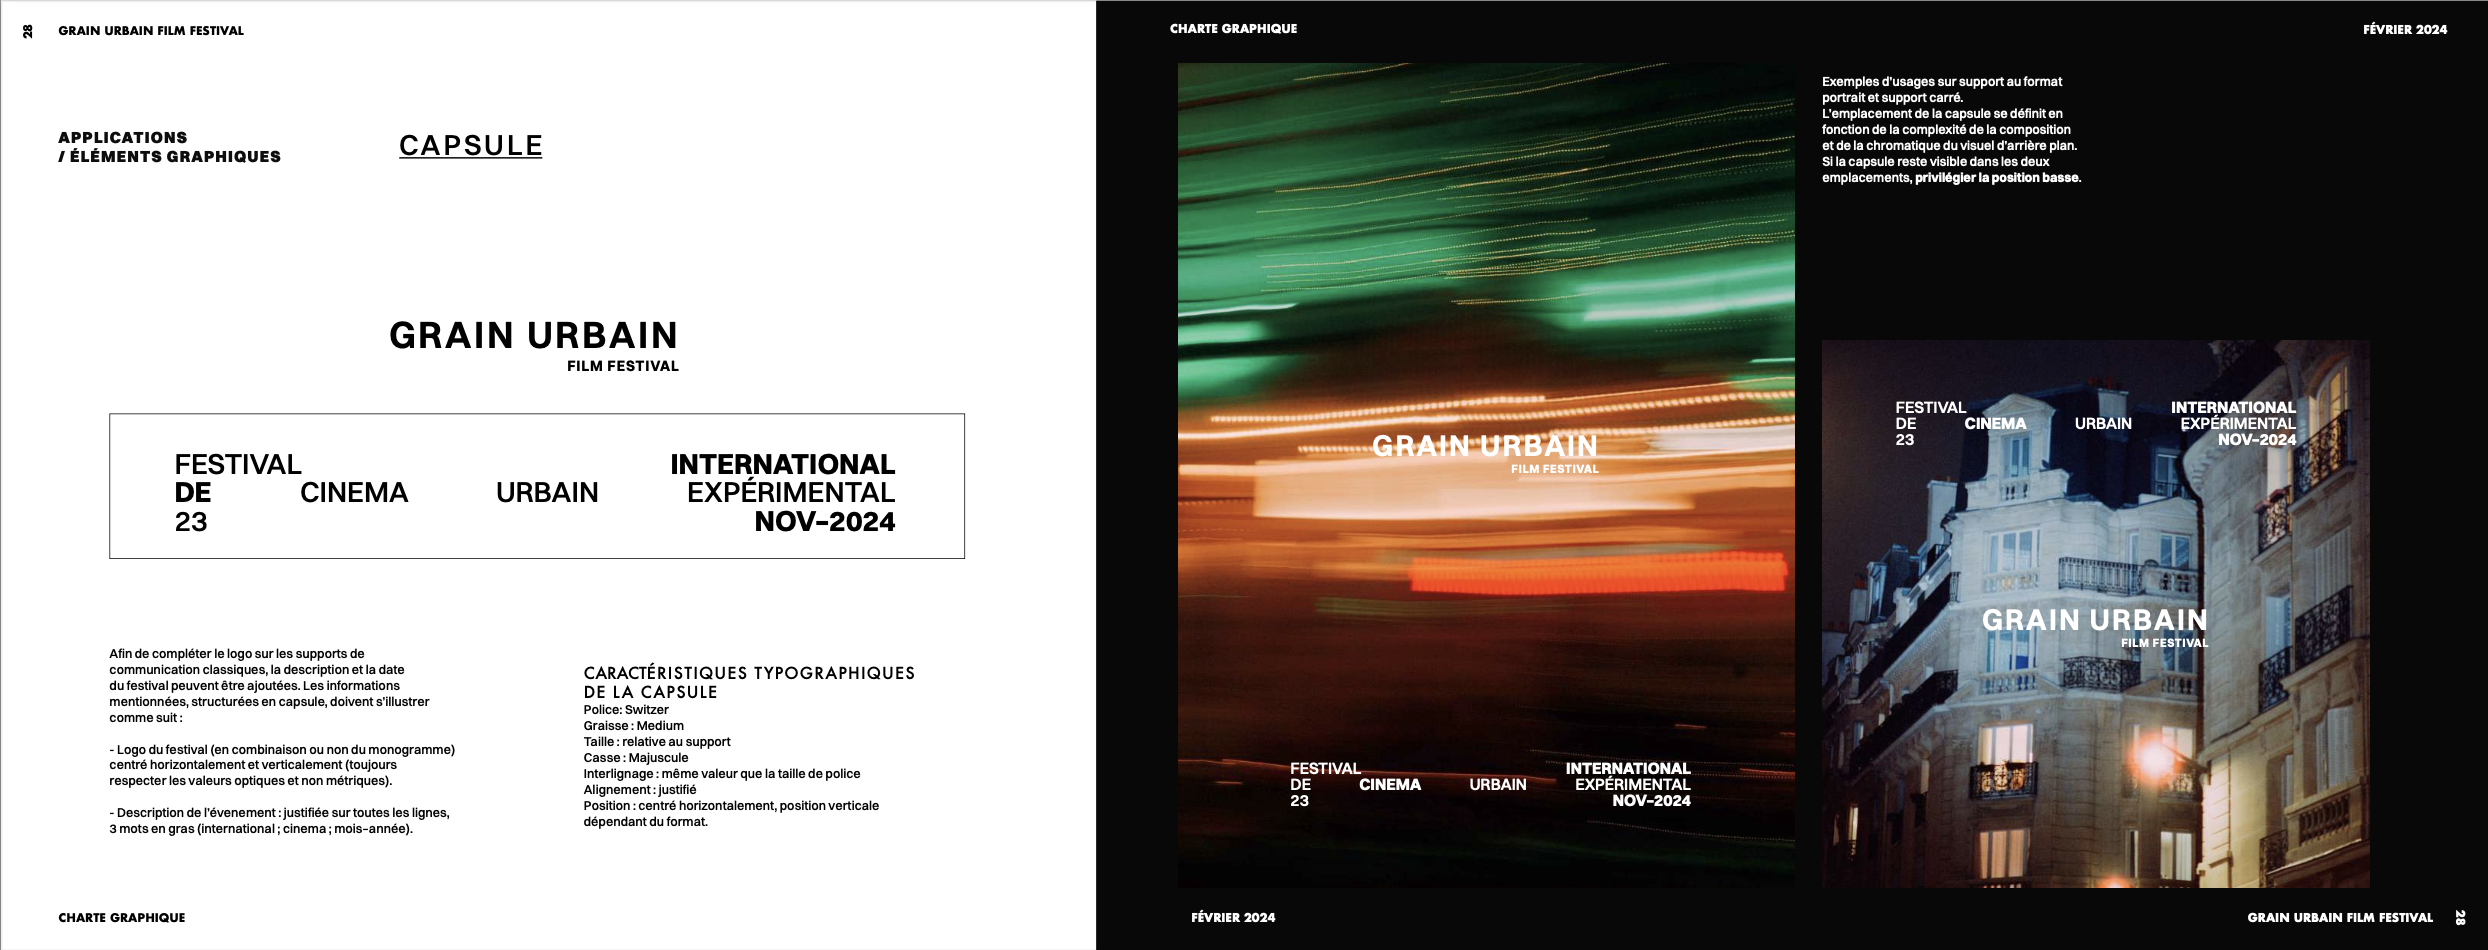 28 GRAIN URBAIN FILM FESTIVAL
APPLICATIONS
/ ÉLÉMENTS GRAPHIQUES
CAPSULE
GRAIN URBAIN
FILM FESTIVAL
FESTIVAL INTERNATIONAL
DE CINEMA URBAIN EXPÉRIMENTAL
23 NOV–2024
Afin de compléter le logo sur les supports de
communication classiques, la description et la date
du festival peuvent être ajoutées. Les informations
mentionnées, structurées en capsule, doivent s'illustrer
comme suit :
- Logo du festival (en combinaison ou non du monogramme)
centré horizontalement et verticalement (toujours
respecter les valeurs optiques et non métriques).
- Description de l'évenement : justifiée sur toutes les lignes,
3 mots en gras (international ; cinema ; mois–année).
CARACTÉRISTIQUES TYPOGRAPHIQUES
DE LA CAPSULE
Police: Switzer
Graisse : Medium
Taille : relative au support
Casse : Majuscule
Interlignage : même valeur que la taille de police
Alignement : justifié
Position : centré horizontalement, position verticale
dépendant du format.
CHARTE GRAPHIQUE
CHARTE GRAPHIQUE FÉVRIER 2024
GRAIN URBAIN
FILM FESTIVAL
FESTIVAL INTERNATIONAL
DE CINEMA URBAIN EXPÉRIMENTAL
23 NOV–2024
Exemples d'usages sur support au format
portrait et support carré.
L'emplacement de la capsule se définit en
fonction de la complexité de la composition
et de la chromatique du visuel d'arrière plan.
Si la capsule reste visible dans les deux
emplacements, privilégier la position basse.
FESTIVAL INTERNATIONAL
DE CINEMA URBAIN EXPÉRIMENTAL
23 NOV–2024
GRAIN URBAIN
FILM FESTIVAL
FÉVRIER 2024 GRAIN URBAIN FILM FESTIVAL 28